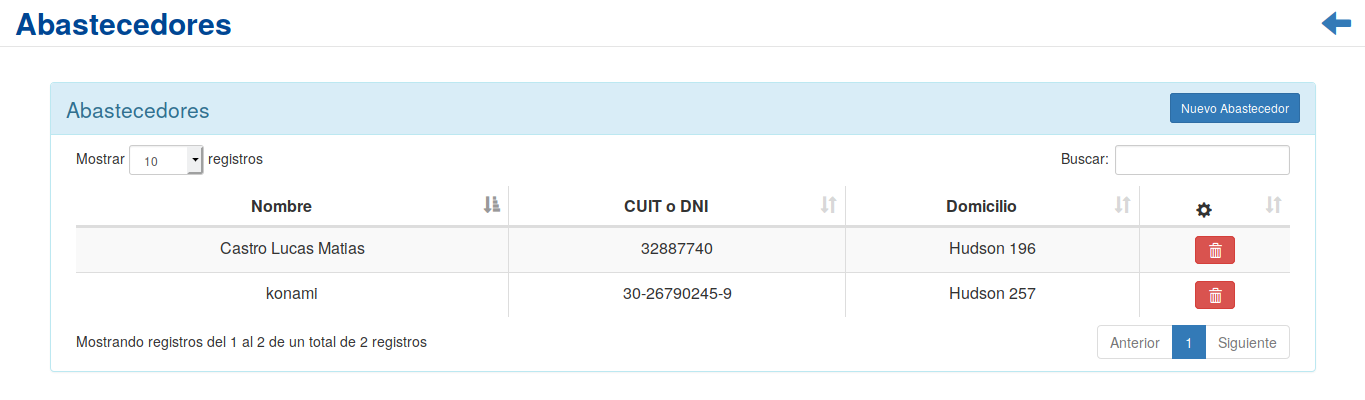 Abastecedores
Abastecedores Nuevo Abastecedor
Mostrar 10 registros Buscar:
Nombre CUIT o DNI Domicilio
Castro Lucas Matias 32887740 Hudson 196
konami 30-26790245-9 Hudson 257
Mostrando registros del 1 al 2 de un total de 2 registros Anterior 1 Siguiente